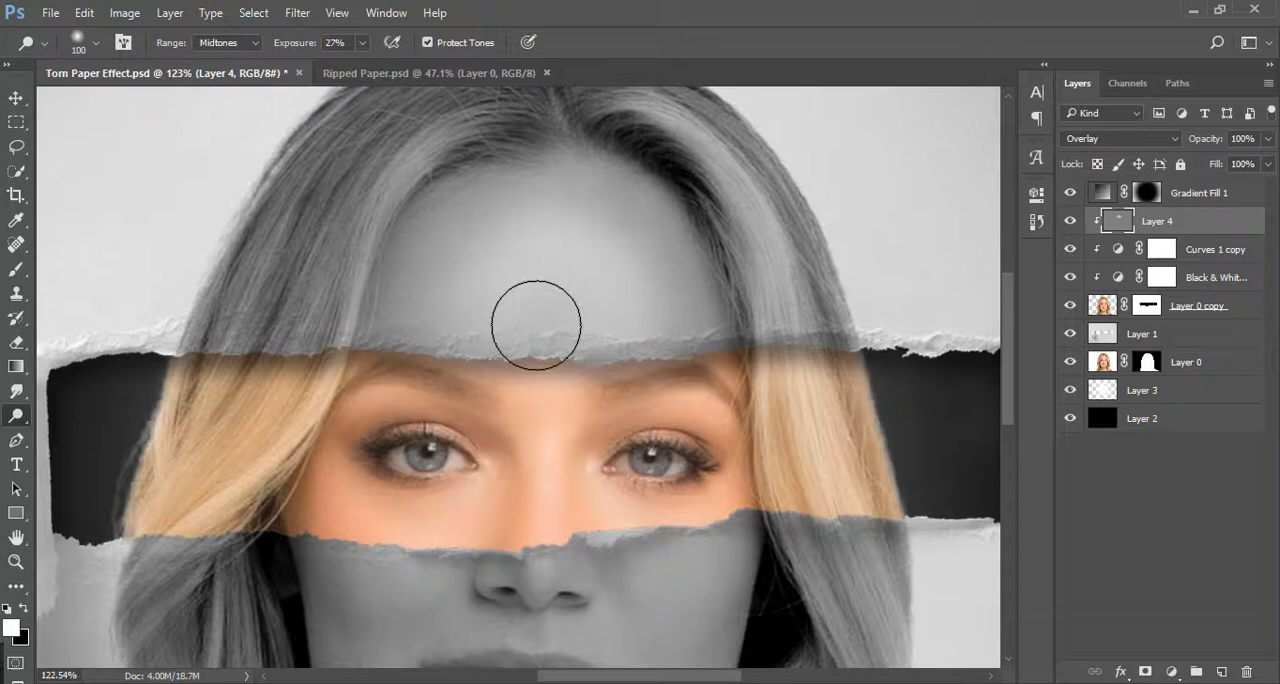 Ps File Edit Image Layer Type Select Filter View Window Help
100 Range: Midtones Exposure: 27% Protect Tones
Torn Paper Effect.psd @ 123% (Layer 4, RGB/8#) * × Ripped Paper.psd @ 47.1% (Layer 0, RGB/8) ×
Layers Channels Paths
Kind
Overlay Opacity: 100%
Lock: Fill: 100%
Gradient Fill 1
Layer 4
Curves 1 copy
Black & Whit...
Layer 0 copy
Layer 1
Layer 0
Layer 3
Layer 2
122.54% Doc: 4.00M/18.7M